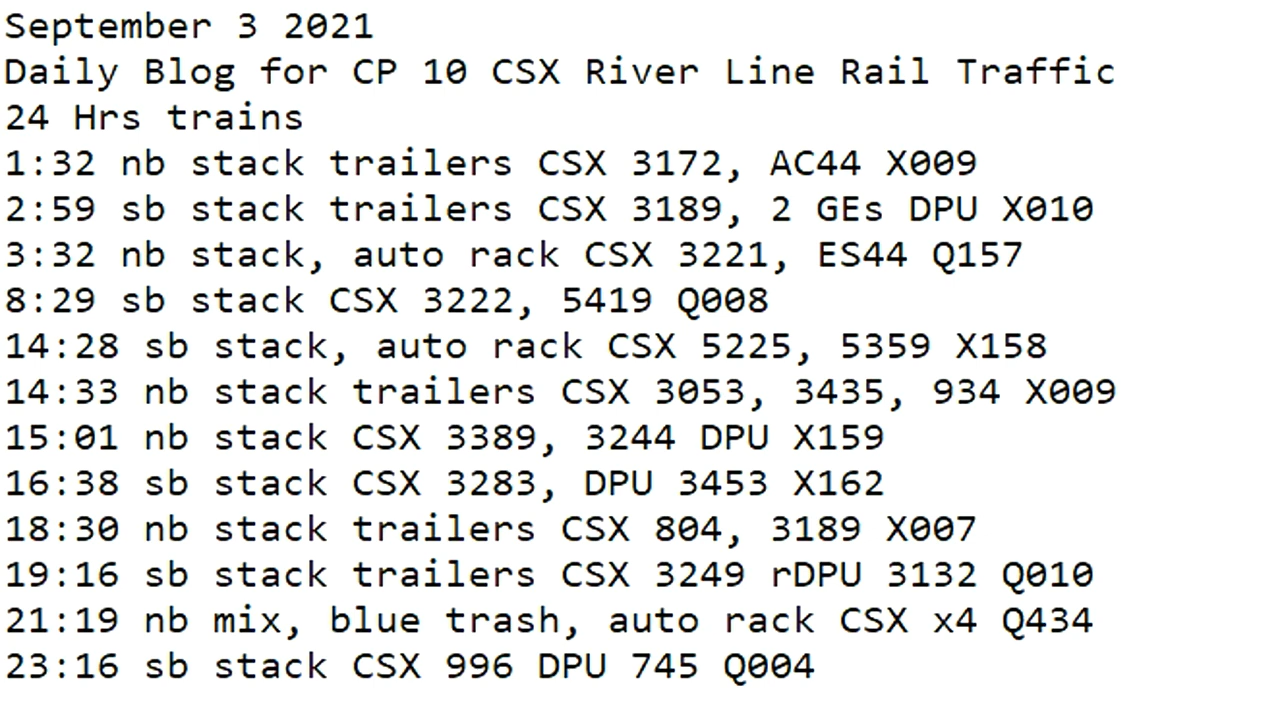 September 3 2021
Daily Blog for CP 10 CSX River Line Rail Traffic
24 Hrs trains
1:32 nb stack trailers CSX 3172, AC44 X009
2:59 sb stack trailers CSX 3189, 2 GEs DPU X010
3:32 nb stack, auto rack CSX 3221, ES44 Q157
8:29 sb stack CSX 3222, 5419 Q008
14:28 sb stack, auto rack CSX 5225, 5359 X158
14:33 nb stack trailers CSX 3053, 3435, 934 X009
15:01 nb stack CSX 3389, 3244 DPU X159
16:38 sb stack CSX 3283, DPU 3453 X162
18:30 nb stack trailers CSX 804, 3189 X007
19:16 sb stack trailers CSX 3249 rDPU 3132 Q010
21:19 nb mix, blue trash, auto rack CSX x4 Q434
23:16 sb stack CSX 996 DPU 745 Q004